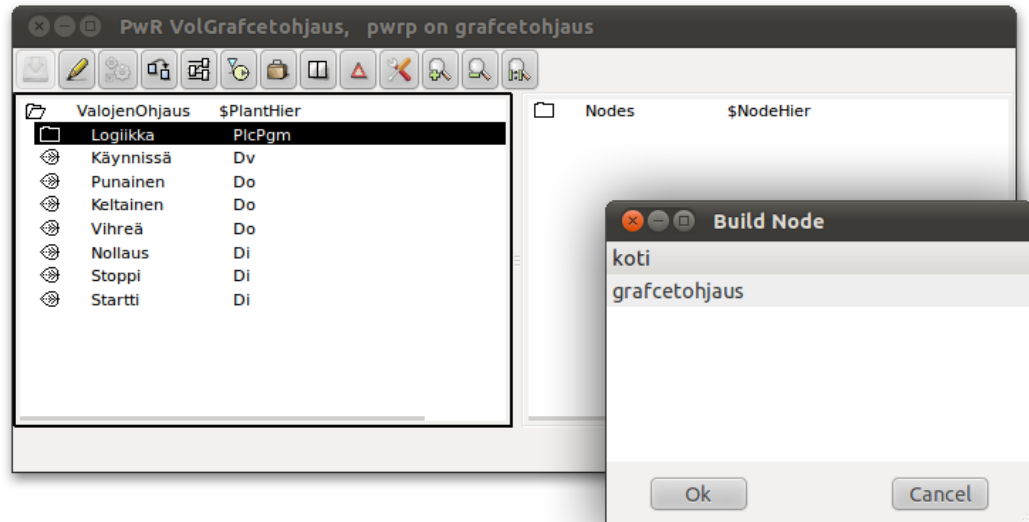 PwR VolGrafcetohjaus, pwrp on grafcetohjaus
ValojenOhjaus $PlantHier
Logiikka PlcPgm
Käynnissä Dv
Punainen Do
Keltainen Do
Vihreä Do
Nollaus Di
Stoppi Di
Startti Di
Nodes $NodeHier
Build Node
koti
grafcetohjaus
Ok Cancel